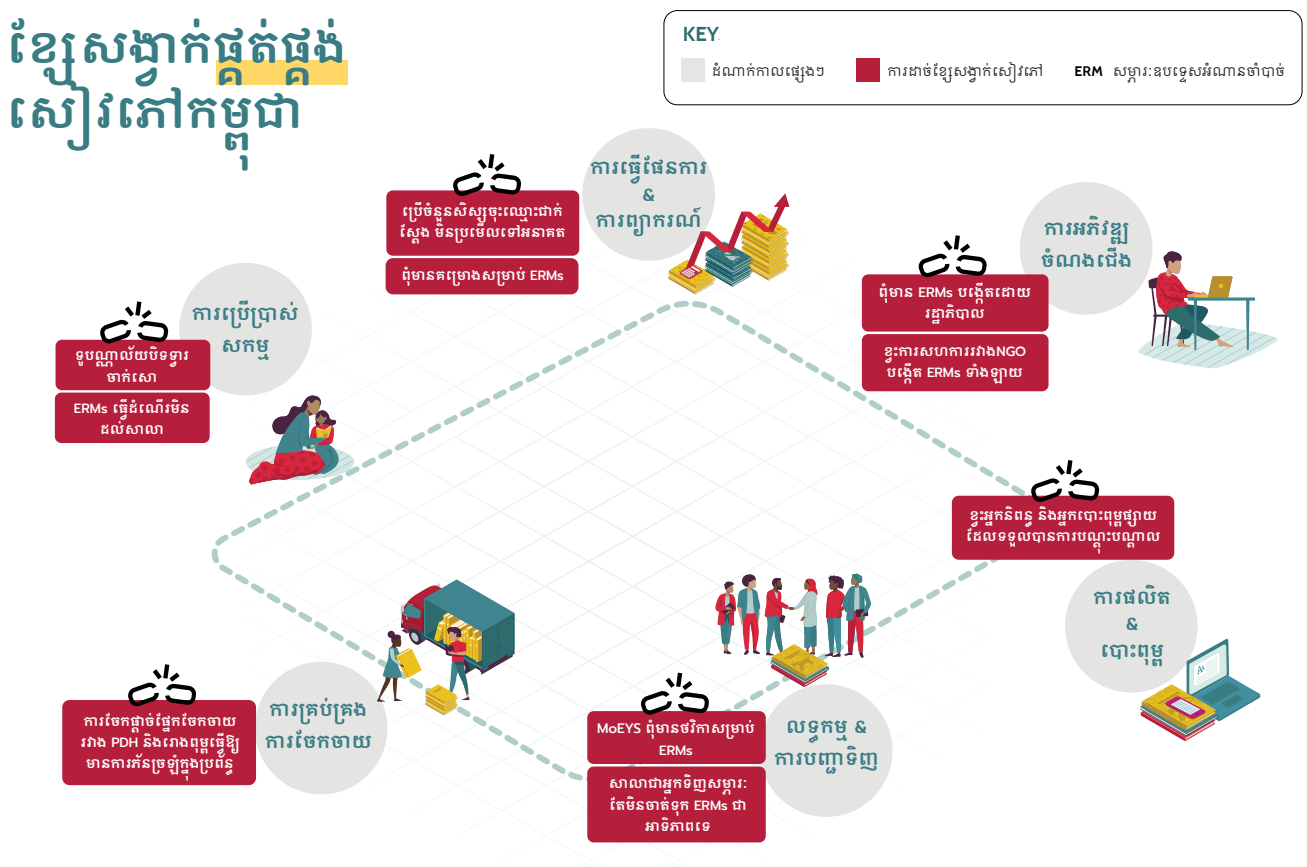 ខ្សែសង្វាក់ផ្គត់ផ្គង់
សៀវភៅកម្ពុជា
KEY
ដំណាក់កាលផ្សេងៗ
ការដាច់ខ្សែសង្វាក់សៀវភៅ
ERM សម្ភារៈឧបទ្ទេសអំណានចាំបាច់
ការធ្វើផែនការ
&
ការព្យាករណ៍
ប្រើចំនួនសិស្សចុះឈ្មោះជាក់
ស្តែង មិនប្រមើលទៅអនាគត
ពុំមានគម្រោងសម្រាប់ ERMs
ការអភិវឌ្ឍ
ចំណងជើង
ពុំមាន ERMs បង្កើតដោយ
រដ្ឋាភិបាល
ខ្វះការសហការរវាងNGO
បង្កើត ERMs ទាំងឡាយ
ខ្វះអ្នកនិពន្ធ និងអ្នកបោះពុម្ពផ្សាយ
ដែលទទួលបានការបណ្តុះបណ្តាល
ការផលិត
&
បោះពុម្ព
A+
លទ្ធកម្ម &
ការបញ្ជាទិញ
MoEYS ពុំមានថវិកាសម្រាប់
ERMs
សាលាជាអ្នកទិញសម្ភារៈ
តែមិនចាត់ទុក ERMs ជា
អាទិភាពទេ
ការគ្រប់គ្រង
ការចែកចាយ
ការចែកផ្តាច់ផ្នែកចែកចាយ
រវាង PDH និងរោងពុម្ពធ្វើឱ្យ
មានការភ័នច្រឡំក្នុងប្រព័ន្ធ
ការប្រើប្រាស់
សកម្ម
ទូបណ្ណាល័យបិទទ្វារ
ចាក់សោ
ERMs ធ្វើដំណើរមិន
ដល់សាលា